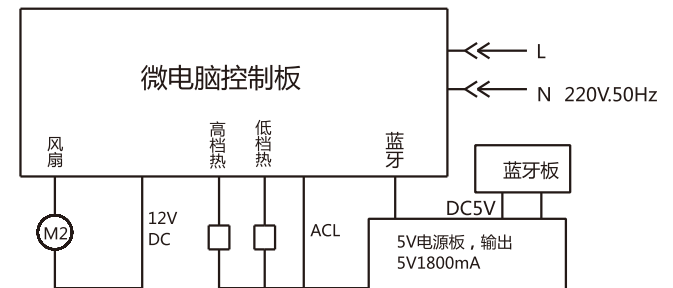 L
微电脑控制板
N 220V.50Hz
风扇
高档热
低档热
蓝牙
蓝牙板
12V
DC
DC5V
M2
ACL
5V电源板，输出
5V1800mA